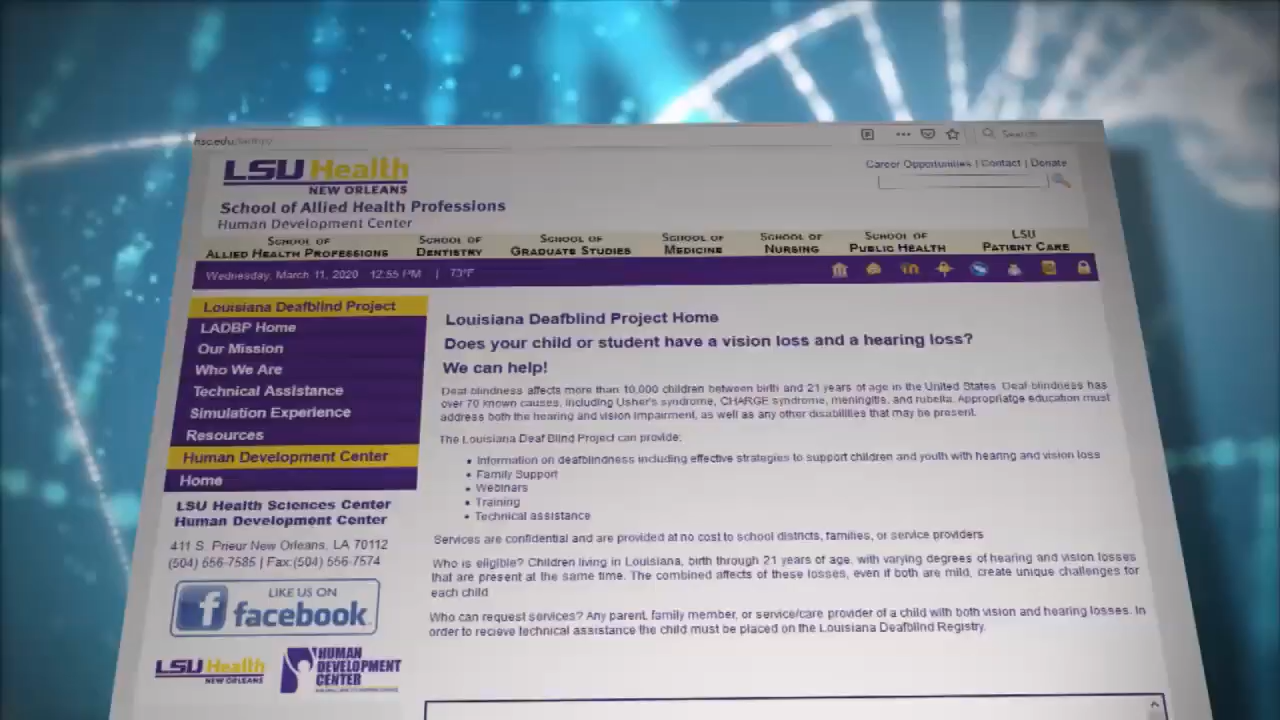 LSU Health
NEW ORLEANS
School of Allied Health Professions
Human Development Center
Career Opportunities | Contact | Donate
Search
SCHOOL OF ALLIED HEALTH PROFESSIONS
SCHOOL OF DENTISTRY
SCHOOL OF GRADUATE STUDIES
SCHOOL OF MEDICINE
SCHOOL OF NURSING
SCHOOL OF PUBLIC HEALTH
LSU PATIENT CARE
Wednesday, March 11, 2020 12:55 PM | 73°F
Louisiana Deafblind Project
LADBP Home
Our Mission
Who We Are
Technical Assistance
Simulation Experience
Resources
Human Development Center
Home
LSU Health Sciences Center
Human Development Center
411 S. Prieur New Orleans, LA 70112
(504) 556-7585 | Fax:(504) 556-7574
LIKE US ON
facebook
LSU Health
NEW ORLEANS
HUMAN
DEVELOPMENT
CENTER
Louisiana Deafblind Project Home
Does your child or student have a vision loss and a hearing loss?
We can help!
Deaf-blindness affects more than 10,000 children between birth and 21 years of age in the United States. Deaf-blindness has
over 70 known causes, including Usher's syndrome, CHARGE syndrome, meningitis, and rubella. Appropriatge education must
address both the hearing and vision impairment, as well as any other disabilities that may be present.
The Louisiana Deaf Blind Project can provide:
• Information on deafblindness including effective strategies to support children and youth with hearing and vision loss
• Family Support
• Webinars
• Training
• Technical assistance
Services are confidential and are provided at no cost to school districts, families, or service providers
Who is eligible? Children living in Louisiana, birth through 21 years of age, with varying degrees of hearing and vision losses
that are present at the same time. The combined affects of these losses, even if both are mild, create unique challenges for
each child
Who can request services? Any parent, family member, or service/care provider of a child with both vision and hearing losses. In
order to recieve technical assistance the child must be placed on the Louisiana Deafblind Registry.